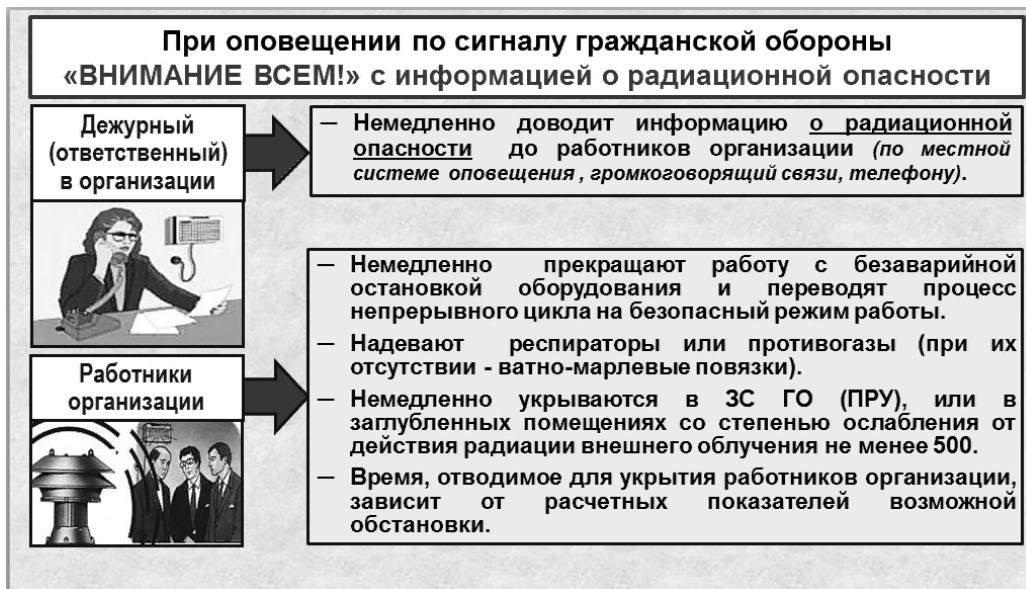 При оповещении по сигналу гражданской обороны
«ВНИМАНИЕ ВСЕМ!» с информацией о радиационной опасности
Дежурный
(ответственный)
в организации
— Немедленно доводит информацию о радиационной
опасности до работников организации (по местной
системе оповещения , громкоговорящий связи, телефону).
Работники
организации
— Немедленно прекращают работу с безаварийной
остановкой оборудования и переводят процесс
непрерывного цикла на безопасный режим работы.
— Надевают респираторы или противогазы (при их
отсутствии - ватно-марлевые повязки).
— Немедленно укрываются в ЗС ГО (ПРУ), или в
заглубленных помещениях со степенью ослабления от
действия радиации внешнего облучения не менее 500.
— Время, отводимое для укрытия работников организации,
зависит от расчетных показателей возможной
обстановки.